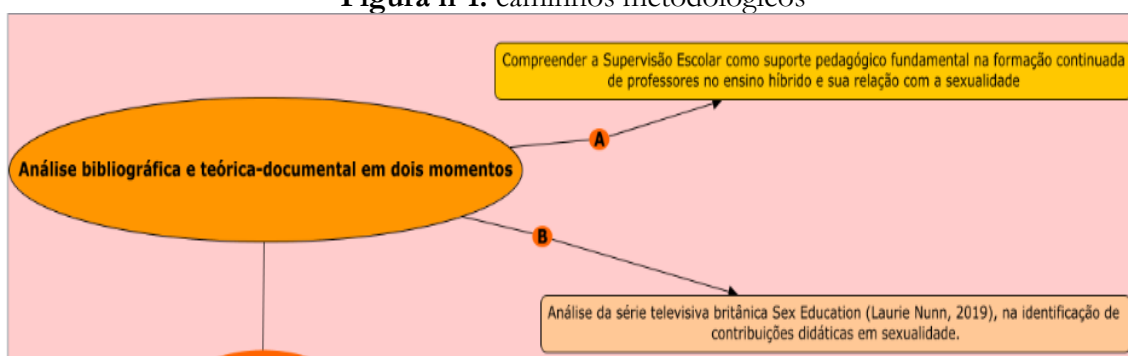 Figura nº1. caminhos metodológicos
Compreender a Supervisão Escolar como suporte pedagógico fundamental na formação continuada
de professores no ensino híbrido e sua relação com a sexualidade
A
Análise bibliográfica e teórica-documental em dois momentos
B
Análise da série televisiva britânica Sex Education (Laurie Nunn, 2019), na identificação de
contribuições didáticas em sexualidade.